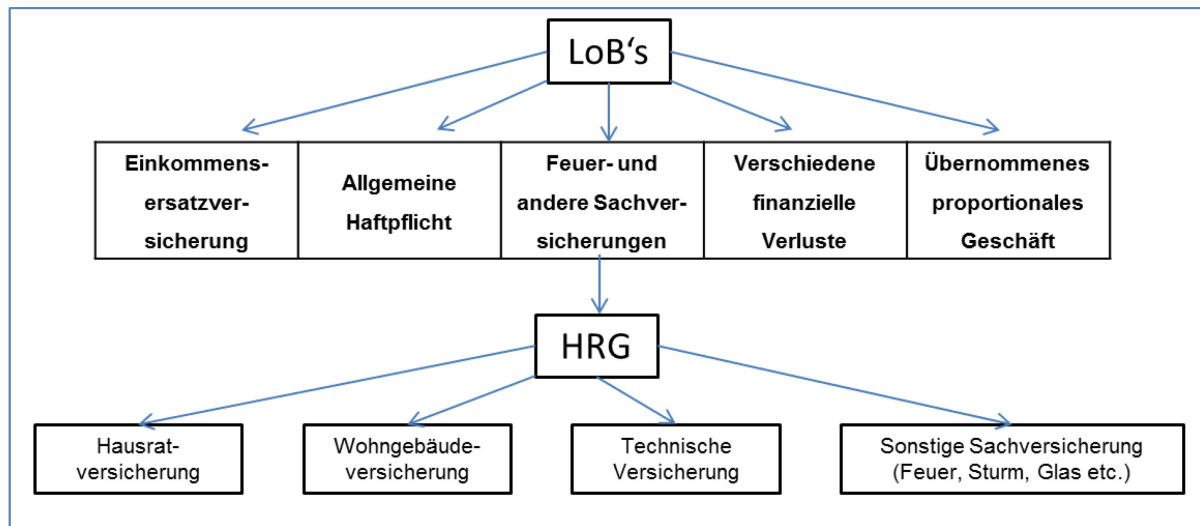 LoB‘s
Einkommens-
ersatzver-
sicherung
Allgemeine
Haftpflicht
Feuer- und
andere Sachver-
sicherungen
Verschiedene
finanzielle
Verluste
Übernommenes
proportionales
Geschäft
HRG
Hausrat-
versicherung
Wohngebäude-
versicherung
Technische
Versicherung
Sonstige Sachversicherung
(Feuer, Sturm, Glas etc.)